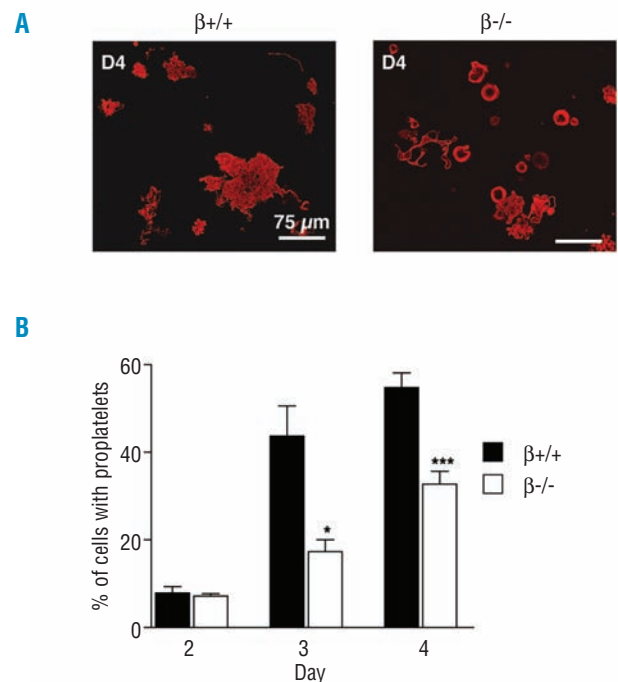 A
β+/+
β-/-
D4
D4
75 µm
B
% of cells with proplatelets
60
40
20
0
*
***
β+/+
β-/-
2
3
4
Day